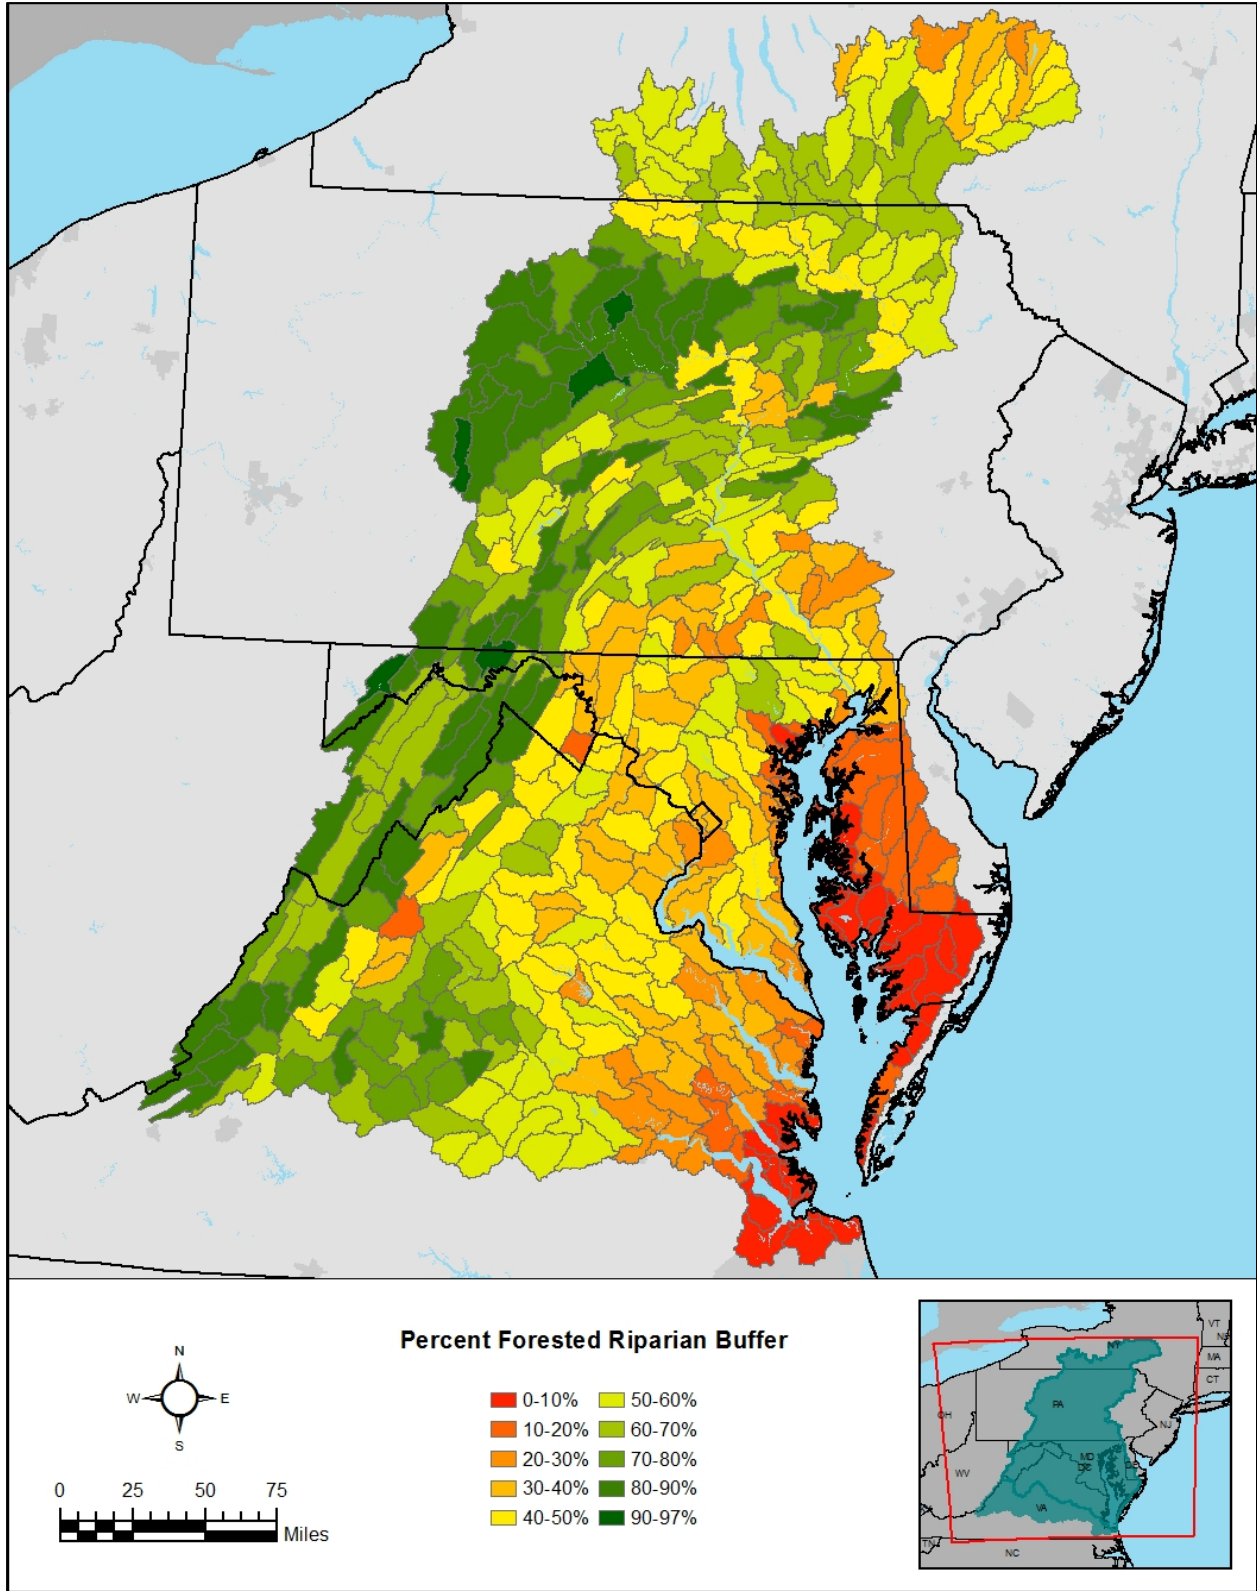 Percent Forested Riparian Buffer
N
W E
S
0 25 50 75
Miles
0-10% 50-60%
10-20% 60-70%
20-30% 70-80%
30-40% 80-90%
40-50% 90-97%
VT
NY
MA
CT
PA
OH
NJ
MD
DC
WV
VA
TN
NC